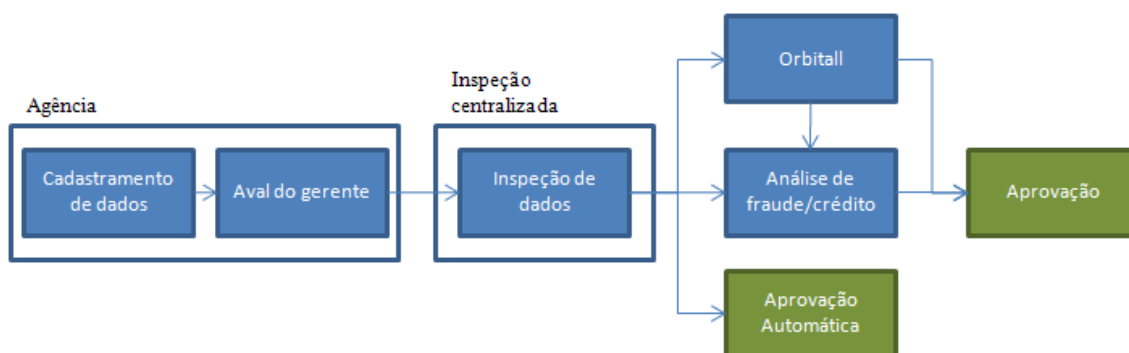 Agência
Cadastramento
de dados
Aval do gerente
Inspeção
centralizada
Inspeção de
dados
Orbitall
Análise de
fraude/crédito
Aprovação
Automática
Aprovação